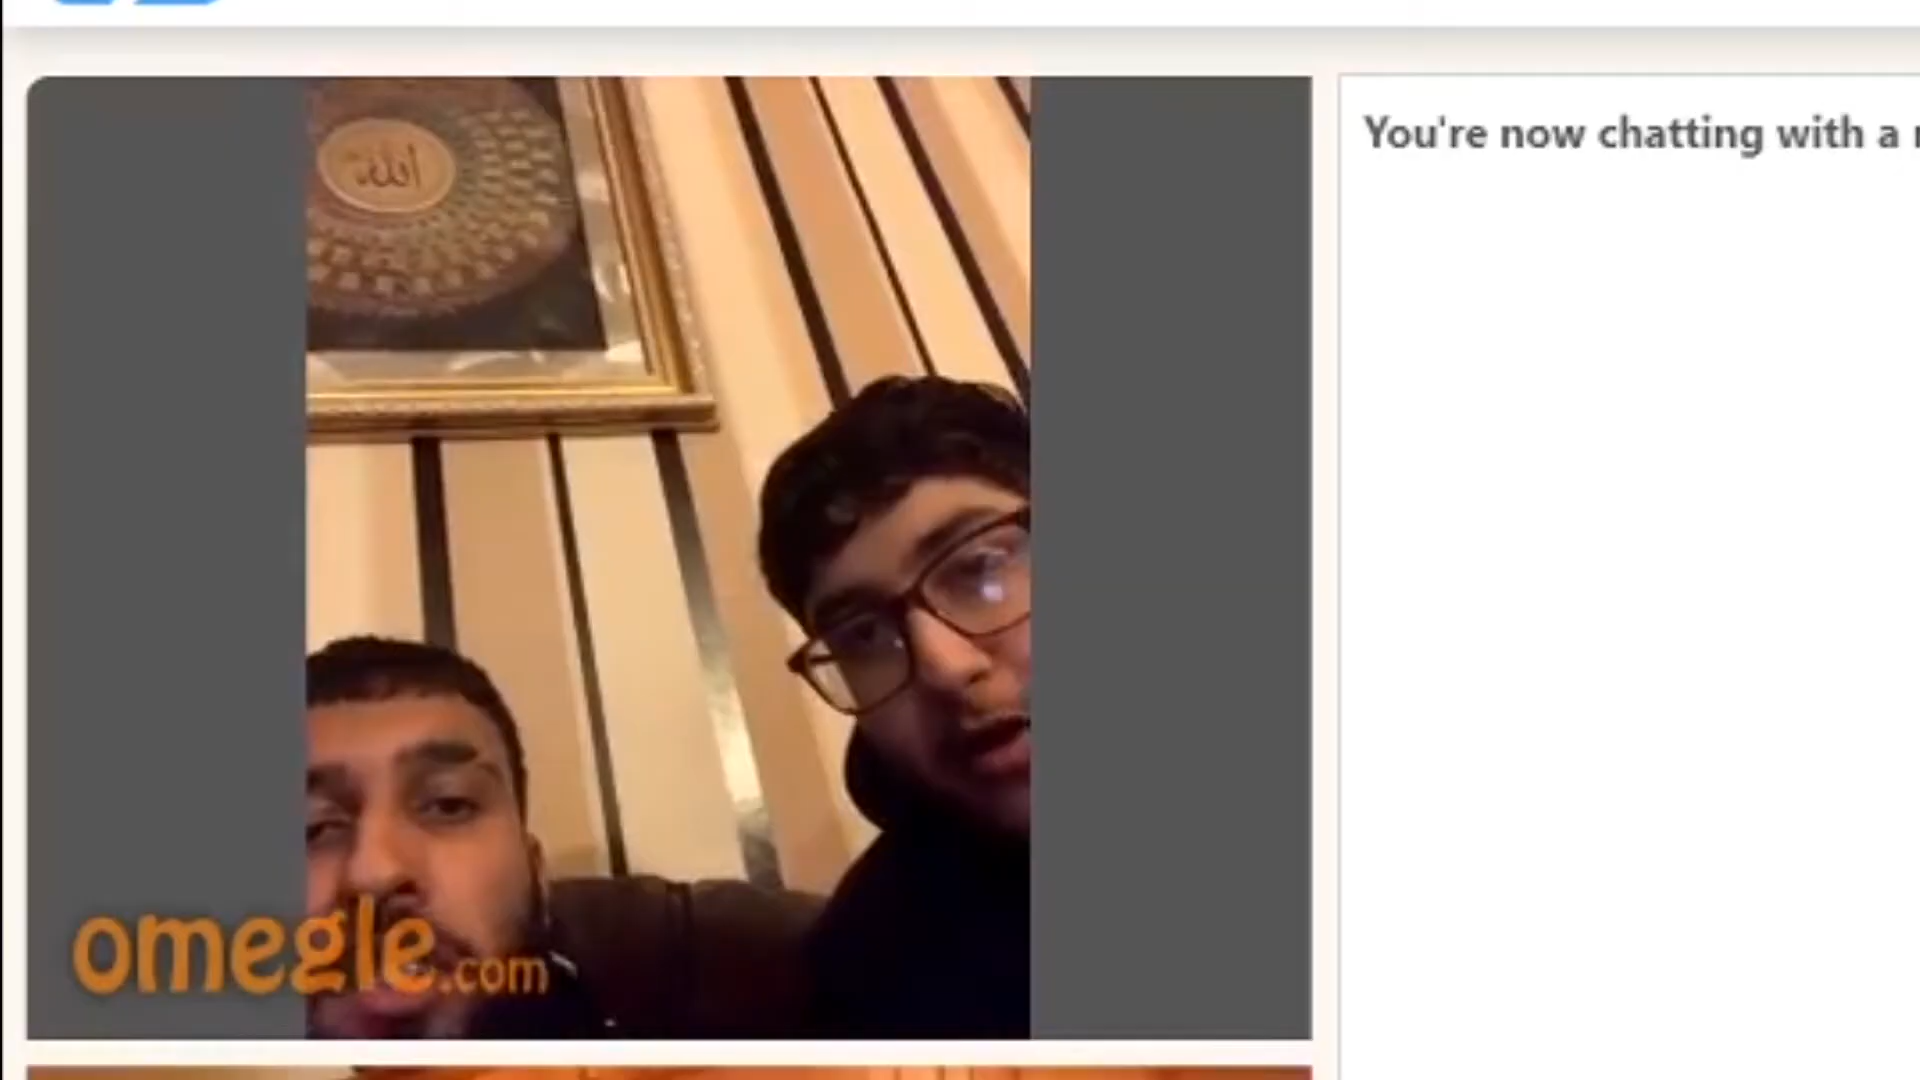 You're now chatting with a
الله
omegle.com